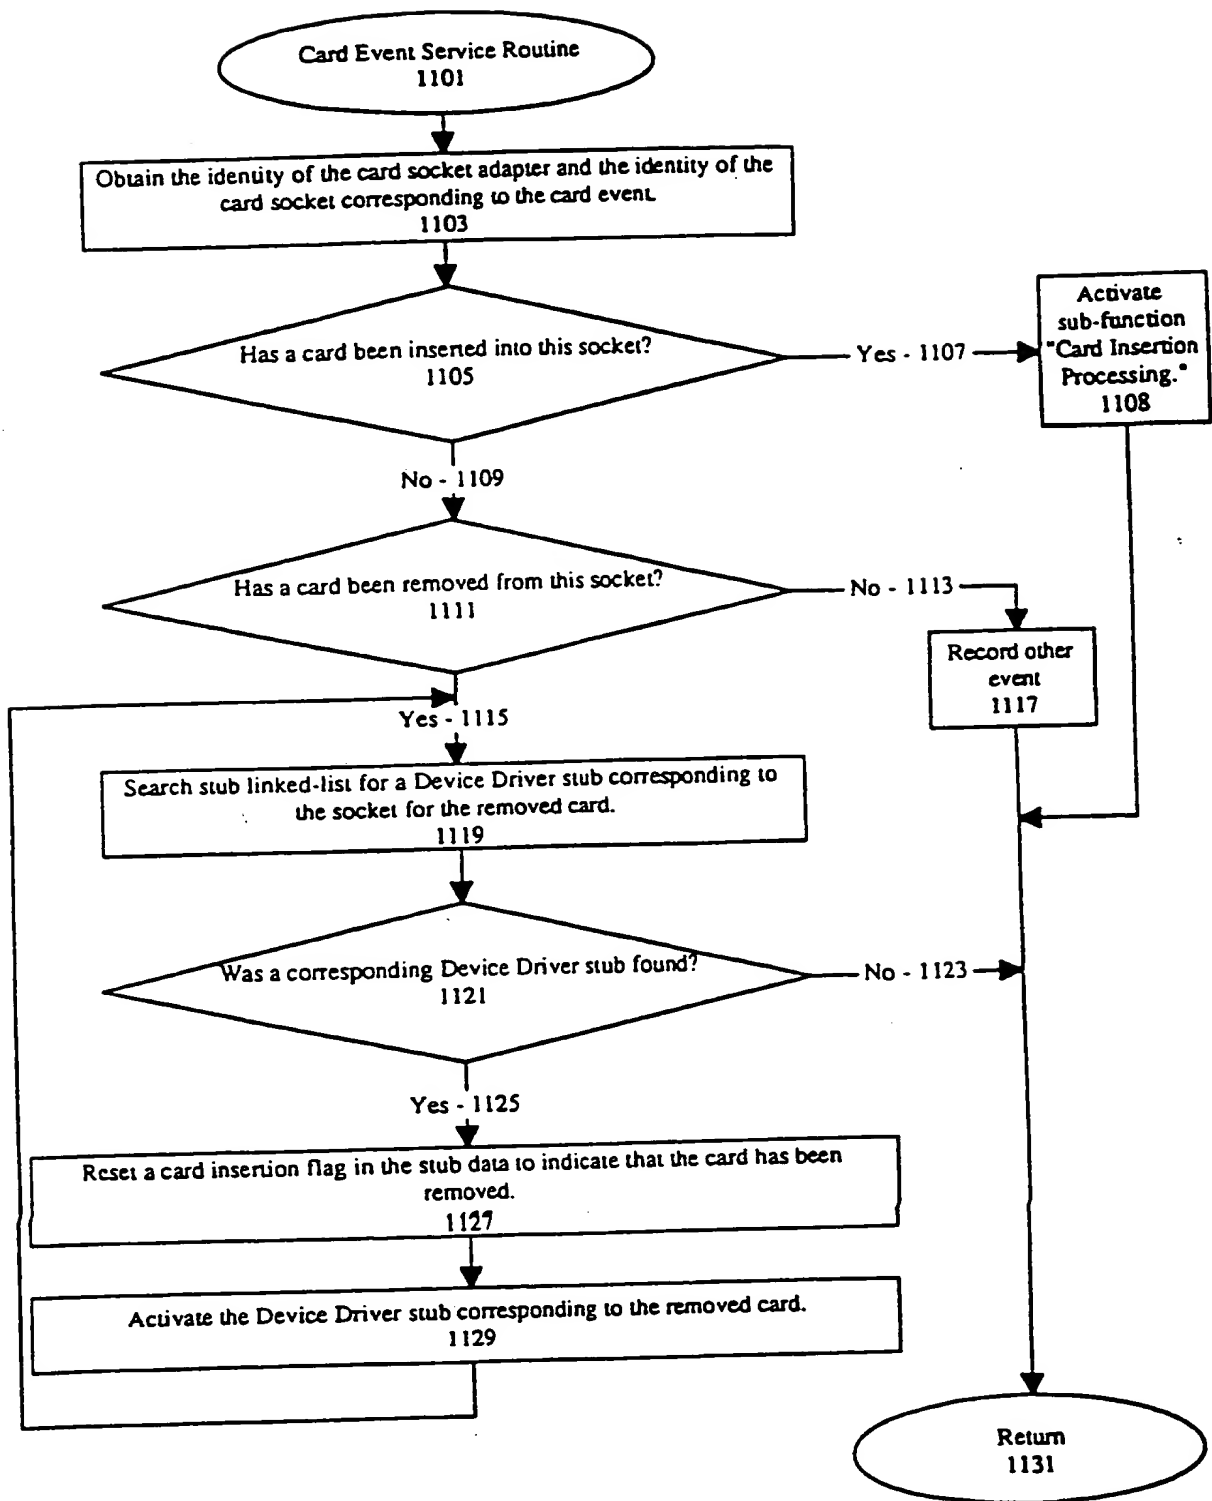 Card Event Service Routine
1101
Obtain the identity of the card socket adapter and the identity of the
card socket corresponding to the card event.
1103
Has a card been inserted into this socket?
1105
Yes - 1107
Activate
sub-function
"Card Insertion
Processing."
1108
No - 1109
Has a card been removed from this socket?
1111
No - 1113
Record other
event
1117
Yes - 1115
Search stub linked-list for a Device Driver stub corresponding to
the socket for the removed card.
1119
Was a corresponding Device Driver stub found?
1121
No - 1123
Yes - 1125
Reset a card insertion flag in the stub data to indicate that the card has been
removed.
1127
Activate the Device Driver stub corresponding to the removed card.
1129
Return
1131